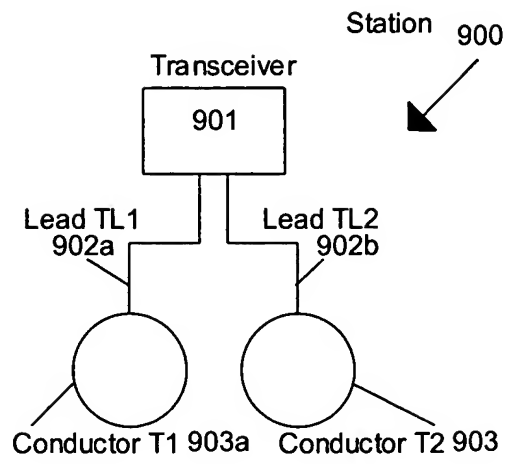 Station 900
Transceiver
901
Lead TL1
902a
Lead TL2
902b
Conductor T1 903a
Conductor T2 903